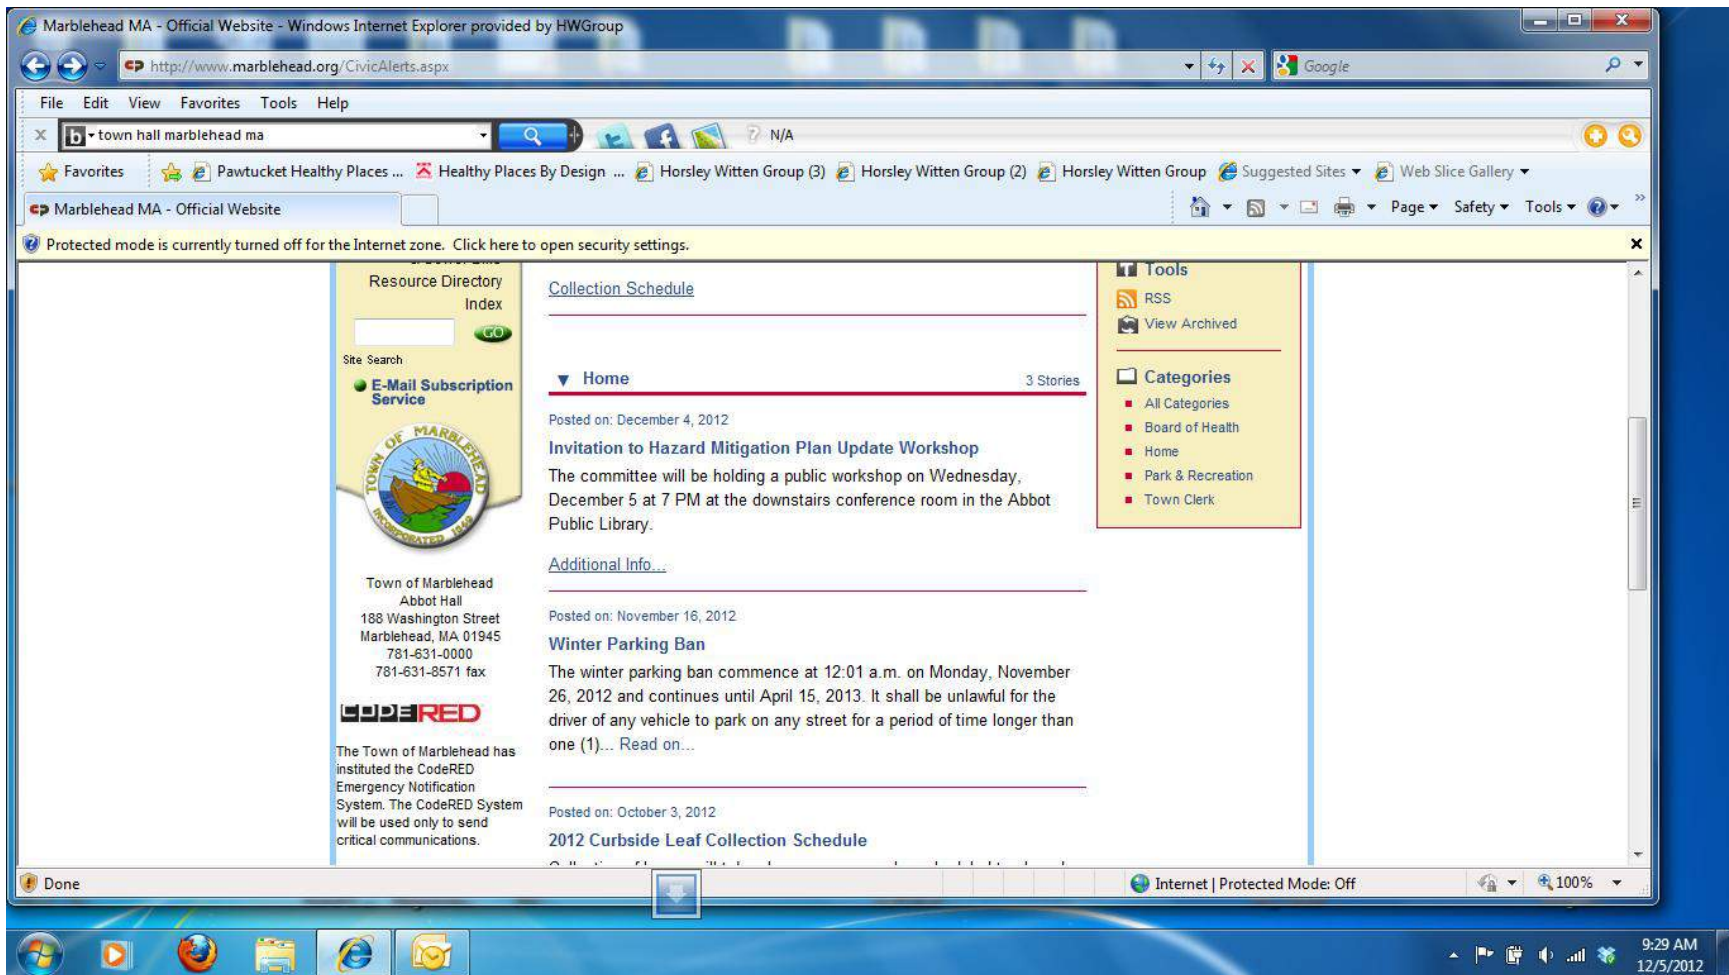 Marblehead MA - Official Website - Windows Internet Explorer provided by HWGroup
http://www.marblehead.org/CivicAlerts.aspx
Google
File Edit View Favorites Tools Help
x b town hall marblehead ma
N/A
Favorites
Pawtucket Healthy Places ...
Healthy Places By Design ...
Horsley Witten Group (3)
Horsley Witten Group (2)
Horsley Witten Group
Suggested Sites
Web Slice Gallery
Marblehead MA - Official Website
Page Safety Tools
Protected mode is currently turned off for the Internet zone. Click here to open security settings.
Resource Directory
Index
GO
Site Search
E-Mail Subscription
Service
TOWN OF MARBLEHEAD
INCORPORATED 1649
Town of Marblehead
Abbot Hall
188 Washington Street
Marblehead, MA 01945
781-631-0000
781-631-8571 fax
CODERED
The Town of Marblehead has
instituted the CodeRED
Emergency Notification
System. The CodeRED System
will be used only to send
critical communications.
Collection Schedule
Home
3 Stories
Posted on: December 4, 2012
Invitation to Hazard Mitigation Plan Update Workshop
The committee will be holding a public workshop on Wednesday,
December 5 at 7 PM at the downstairs conference room in the Abbot
Public Library.
Additional Info...
Posted on: November 16, 2012
Winter Parking Ban
The winter parking ban commence at 12:01 a.m. on Monday, November
26, 2012 and continues until April 15, 2013. It shall be unlawful for the
driver of any vehicle to park on any street for a period of time longer than
one (1)... Read on...
Posted on: October 3, 2012
2012 Curbside Leaf Collection Schedule
Tools
RSS
View Archived
Categories
All Categories
Board of Health
Home
Park & Recreation
Town Clerk
Done
Internet | Protected Mode: Off
100%
9:29 AM
12/5/2012